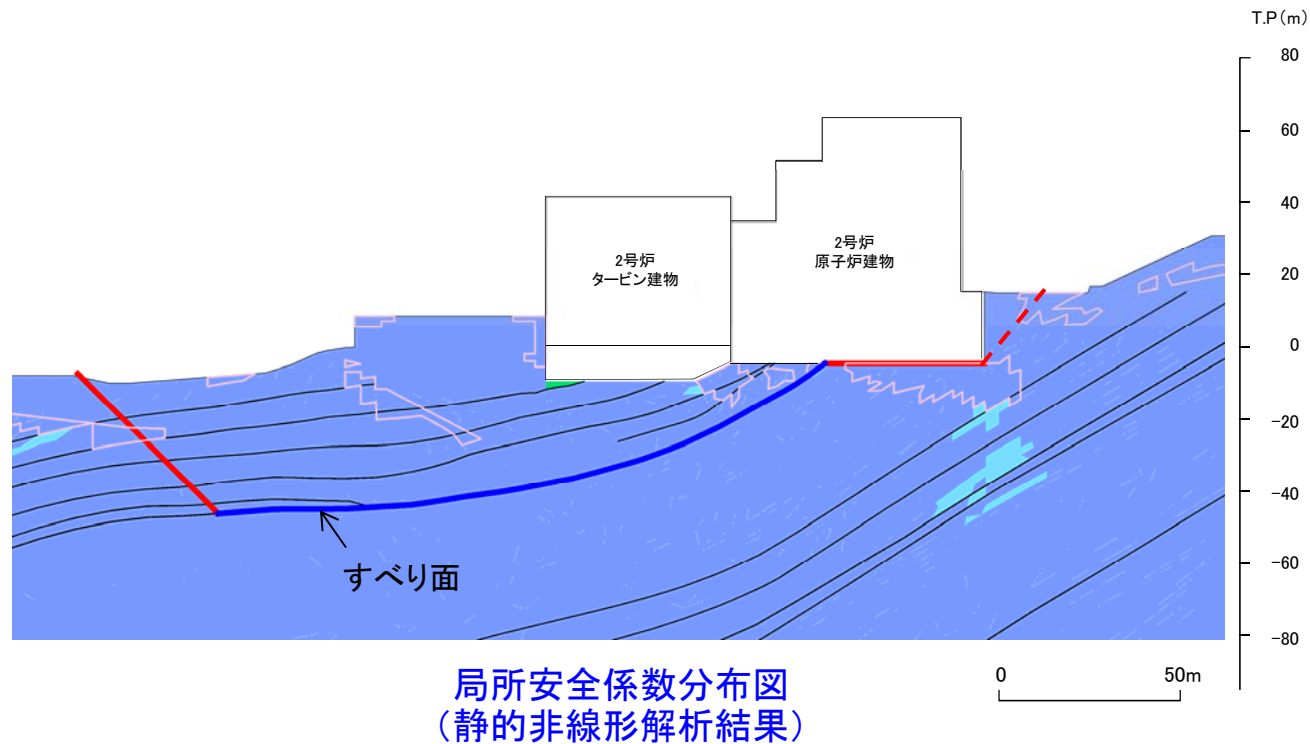 T.P(m)
80
60
40
20
0
-20
-40
-60
-80
2号炉
タービン建物
2号炉
原子炉建物
すべり面
局所安全係数分布図
(静的非線形解析結果)
0
50m